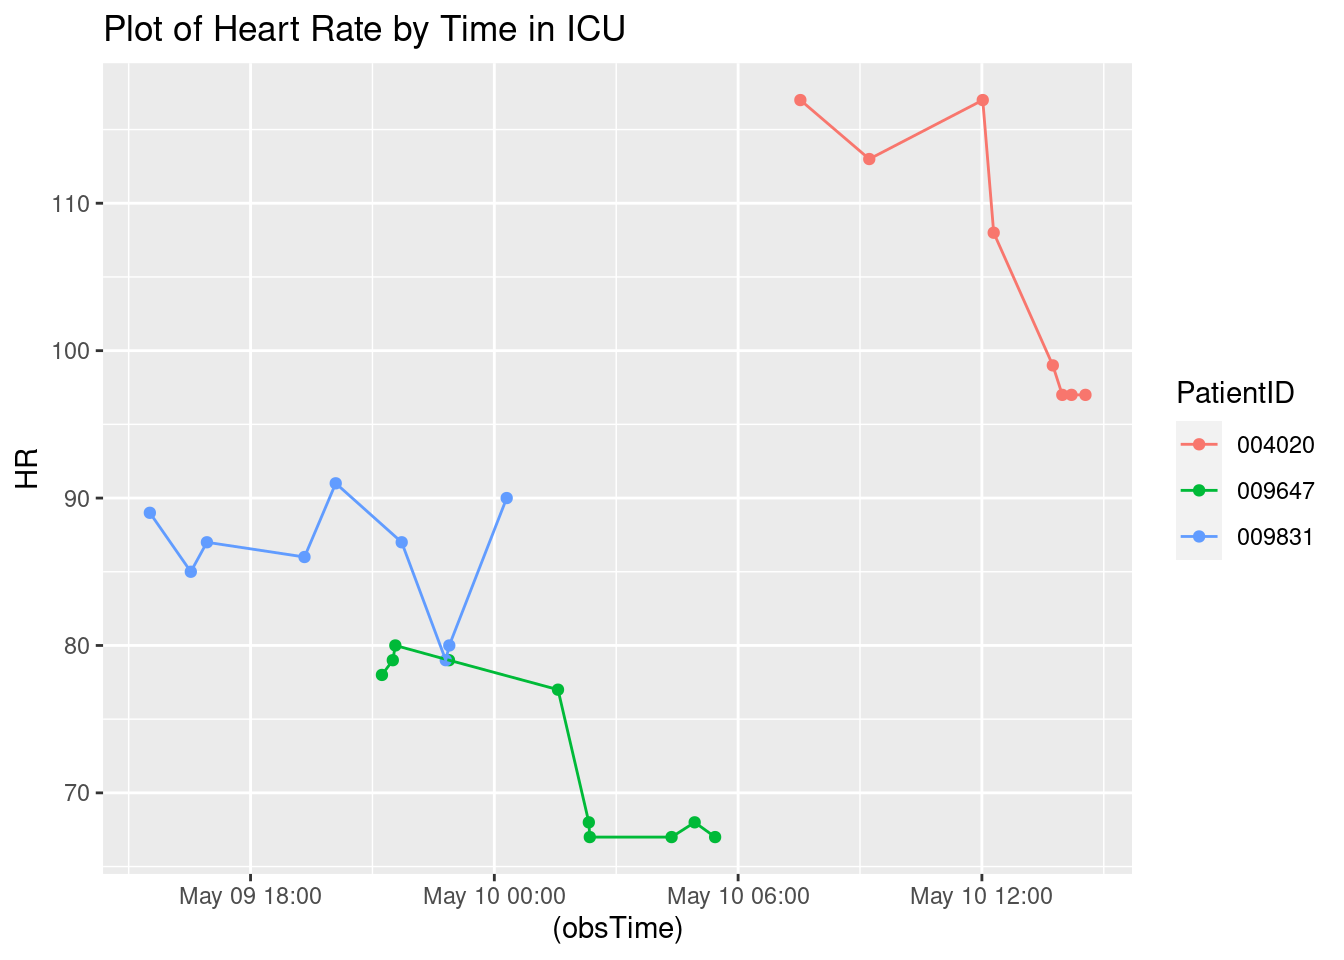 Plot of Heart Rate by Time in ICU
HR
110
100
90
80
70
May 09 18:00
May 10 00:00
May 10 06:00
May 10 12:00
(obsTime)
PatientID
004020
009647
009831